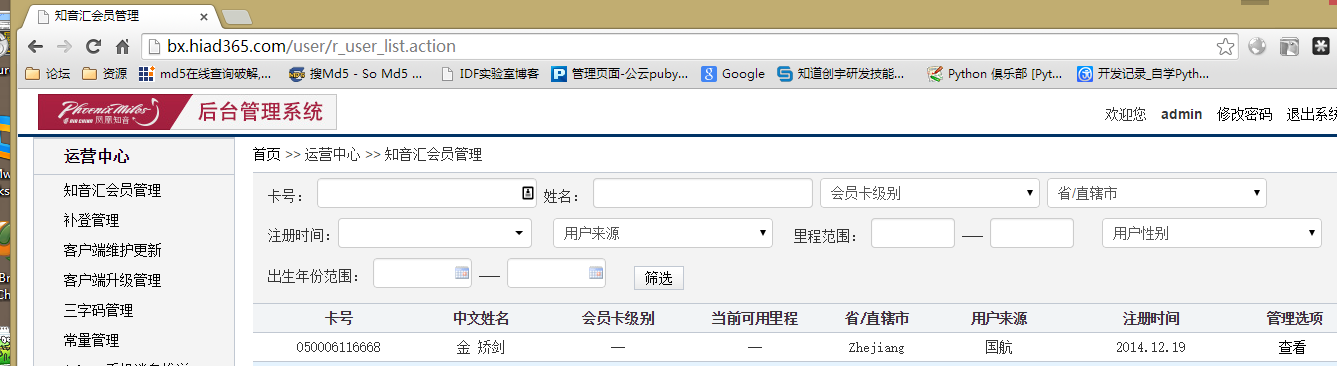 知音汇会员管理
bx.hiad365.com/user/r_user_list.action
论坛 资源 md5在线查询破解,... 搜Md5 - So Md5 ... IDF实验室博客 管理页面-公云puby... Google 知道创宇研发技能... Python 俱乐部 [Pyt... 开发记录_自学Pyth...
PhoenixMiles 凤凰知音 后台管理系统
AIR CHINA
欢迎您 admin 修改密码 退出系统
运营中心
首页 >> 运营中心 >> 知音汇会员管理
知音汇会员管理
补登管理
客户端维护更新
客户端升级管理
三字码管理
常量管理
卡号： 姓名： 会员卡级别 省/直辖市
注册时间： 用户来源 里程范围： — 用户性别
出生年份范围： — 筛选
卡号 中文姓名 会员卡级别 当前可用里程 省/直辖市 用户来源 注册时间 管理选项
050006116668 金 矫剑 — — Zhejiang 国航 2014.12.19 查看